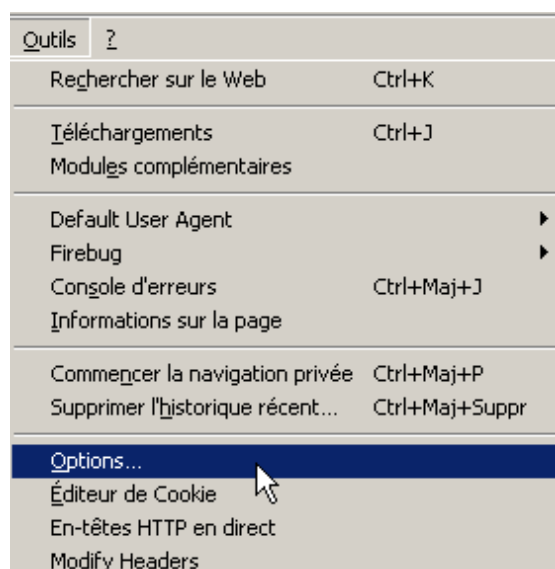 Outils ?
Rechercher sur le Web Ctrl+K
Téléchargements Ctrl+J
Modules complémentaires
Default User Agent
Firebug
Console d'erreurs Ctrl+Maj+J
Informations sur la page
Commencer la navigation privée Ctrl+Maj+P
Supprimer l'historique récent... Ctrl+Maj+Suppr
Options...
Éditeur de Cookie
En-têtes HTTP en direct
Modify Headers